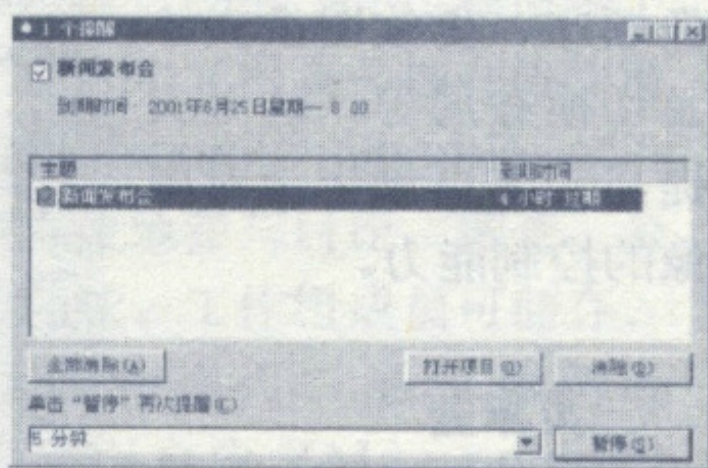 1 个提醒
新闻发布会
到期时间 2001年6月25日星期一 8:00
主题 到期时间
新闻发布会 4 小时 过期
全部清除(A) 打开项目(O) 清除(D)
单击“暂停”再次提醒(C)
5 分钟 暂停(S)